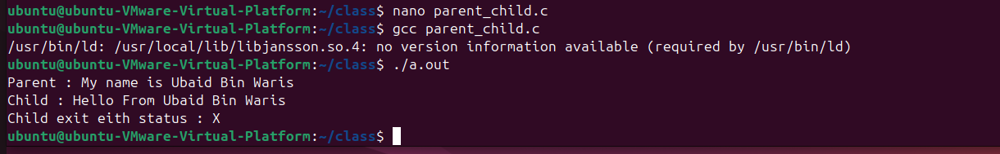 ubuntu@ubuntu-VMware-Virtual-Platform:~/class$ nano parent_child.c
ubuntu@ubuntu-VMware-Virtual-Platform:~/class$ gcc parent_child.c
/usr/bin/ld: /usr/local/lib/libjansson.so.4: no version information available (required by /usr/bin/ld)
ubuntu@ubuntu-VMware-Virtual-Platform:~/class$ ./a.out
Parent : My name is Ubaid Bin Waris
Child : Hello From Ubaid Bin Waris
Child exit eith status : X
ubuntu@ubuntu-VMware-Virtual-Platform:~/class$